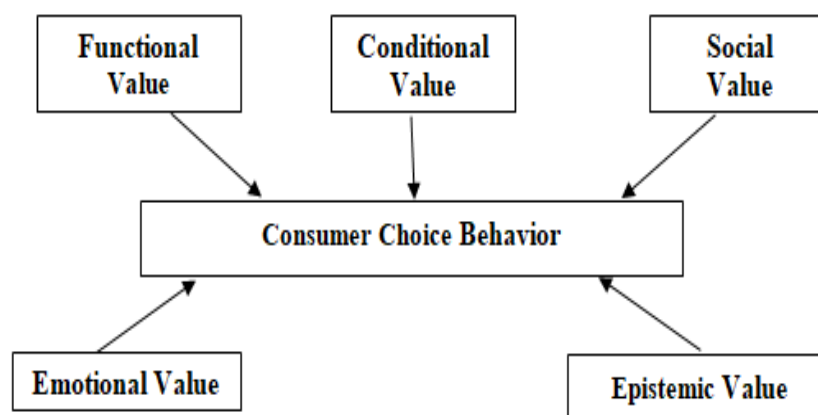 Functional
Value
Conditional
Value
Social
Value
Consumer Choice Behavior
Emotional Value
Epistemic Value